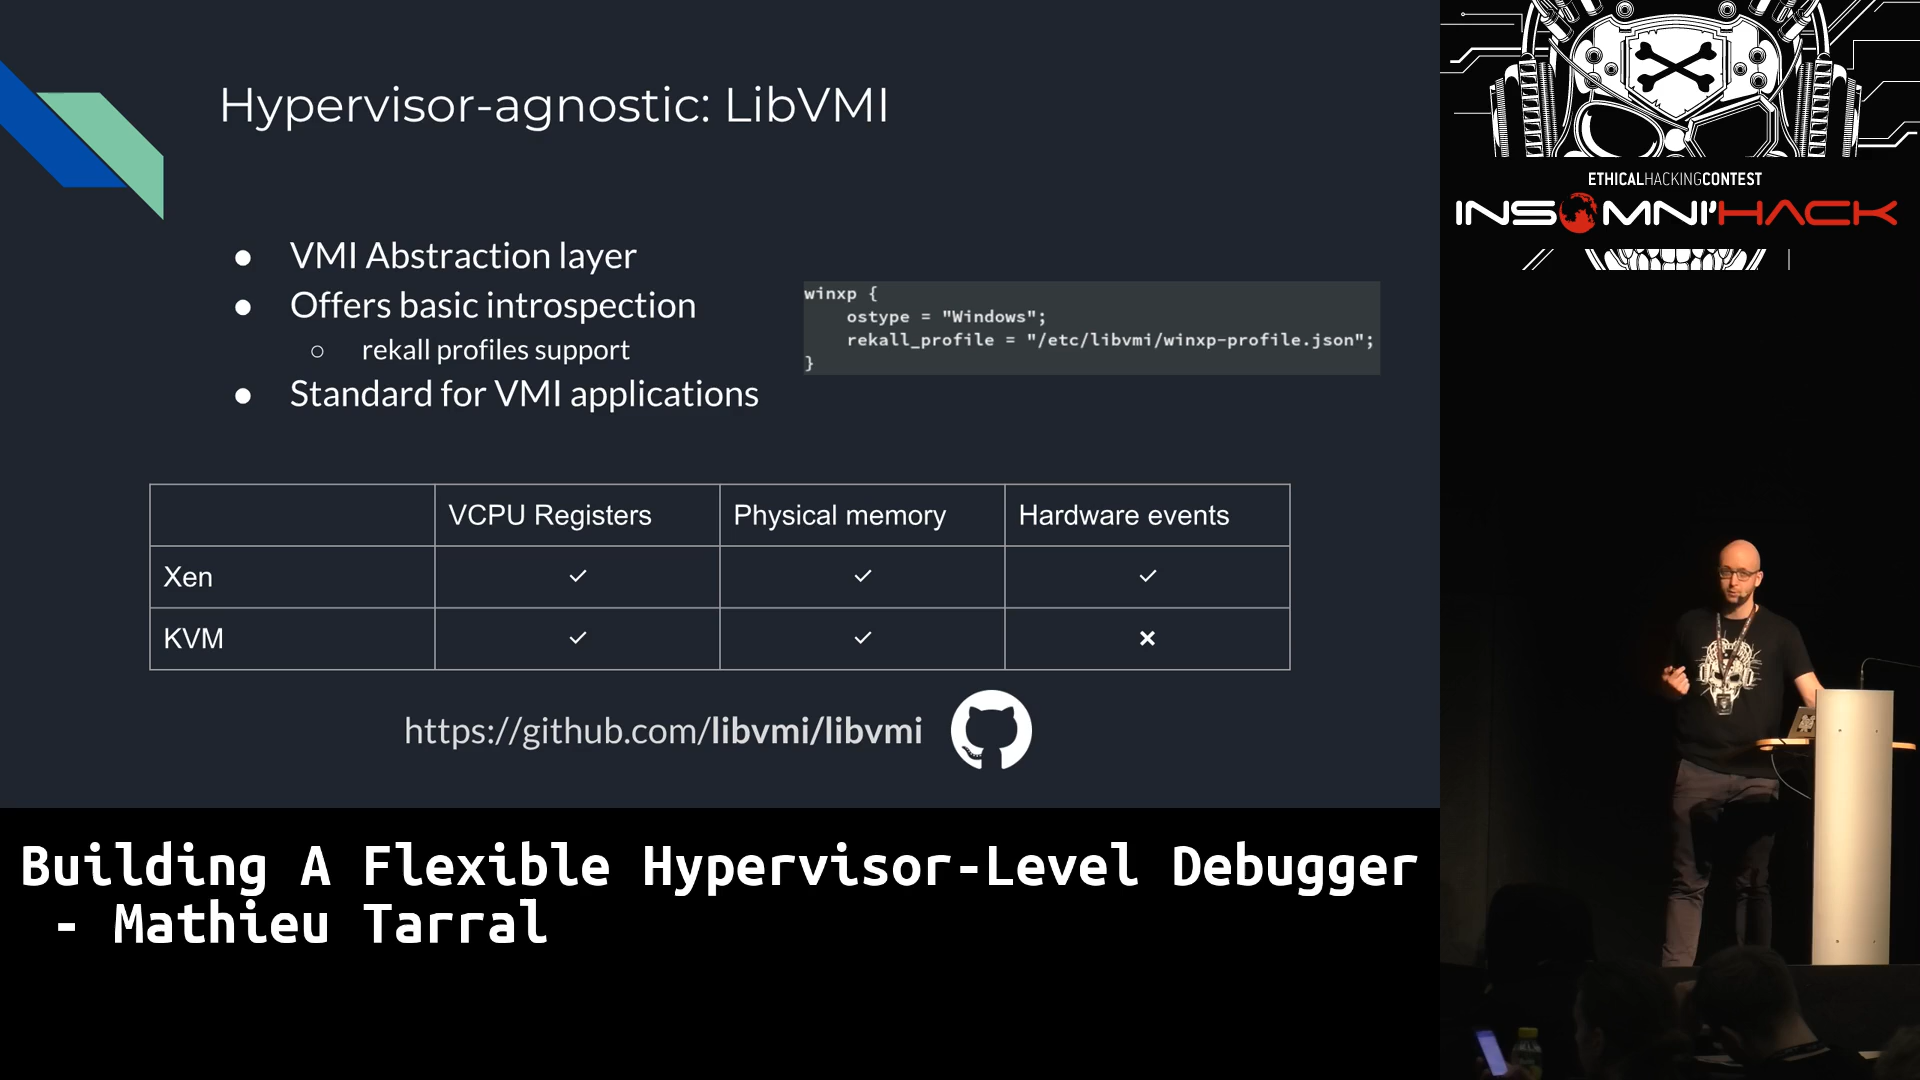 Hypervisor-agnostic: LibVMI
● VMI Abstraction layer
● Offers basic introspection
○ rekall profiles support
● Standard for VMI applications
winxp {
ostype = "Windows";
rekall_profile = "/etc/libvmi/winxp-profile.json";
}
VCPU Registers Physical memory Hardware events
Xen ✓ ✓ ✓
KVM ✓ ✓ ×
https://github.com/libvmi/libvmi
ETHICALHACKINGCONTEST
INSOMNI'HACK
Building A Flexible Hypervisor-Level Debugger
- Mathieu Tarral